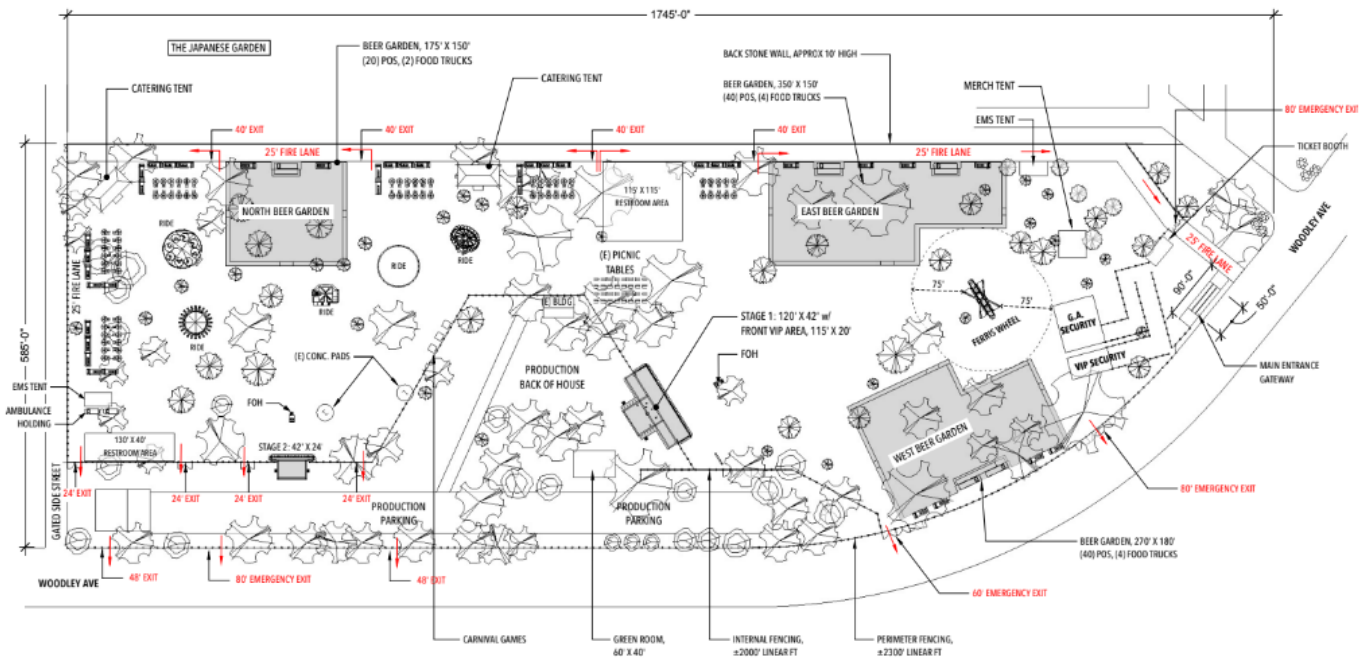 1745'-0"
THE JAPANESE GARDEN
BEER GARDEN, 175' X 150'
(20) POS, (2) FOOD TRUCKS
BACK STONE WALL, APPROX 10' HIGH
CATERING TENT
CATERING TENT
BEER GARDEN, 350' X 150'
(40) POS, (4) FOOD TRUCKS
MERCH TENT
EMS TENT
80' EMERGENCY EXIT
TICKET BOOTH
40' EXIT
40' EXIT
40' EXIT
40' EXIT
25' FIRE LANE
25' FIRE LANE
115' X 115'
RESTROOM AREA
NORTH BEER GARDEN
EAST BEER GARDEN
WOODLEY AVE
RIDE
RIDE
RIDE
RIDE
RIDE
25' FIRE LANE
25' FIRE LANE
(E) PICNIC
TABLES
(E) BLDG
75'
75'
FERRIS WHEEL
90'-0"
50'-0"
G.A.
SECURITY
VIP SECURITY
STAGE 1: 120' X 42' w/
FRONT VIP AREA, 115' X 20'
585'-0"
(E) CONC. PADS
PRODUCTION
BACK OF HOUSE
FOH
MAIN ENTRANCE
GATEWAY
EMS TENT
AMBULANCE
HOLDING
FOH
130' X 40'
RESTROOM AREA
STAGE 2: 42' X 24'
WEST BEER GARDEN
GATED SIDE STREET
24' EXIT
24' EXIT
24' EXIT
24' EXIT
80' EMERGENCY EXIT
PRODUCTION
PARKING
PRODUCTION
PARKING
BEER GARDEN, 270' X 180'
(40) POS, (4) FOOD TRUCKS
WOODLEY AVE
48' EXIT
80' EMERGENCY EXIT
48' EXIT
60' EMERGENCY EXIT
CARNIVAL GAMES
GREEN ROOM,
60' X 40'
INTERNAL FENCING,
±2000' LINEAR FT
PERIMETER FENCING,
±2300' LINEAR FT